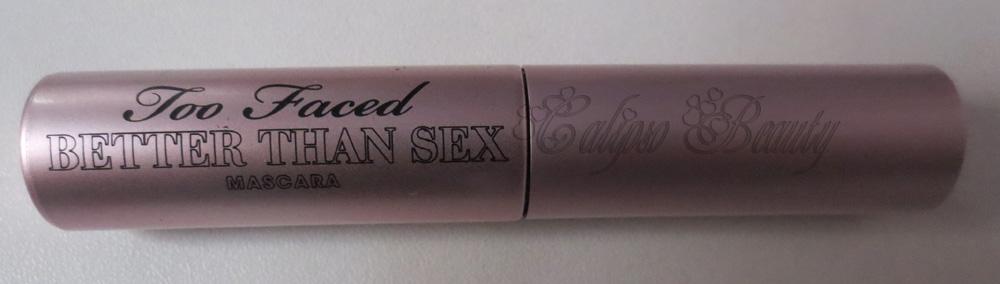 Too Faced
BETTER THAN SEX
MASCARA
Calipso Beauty